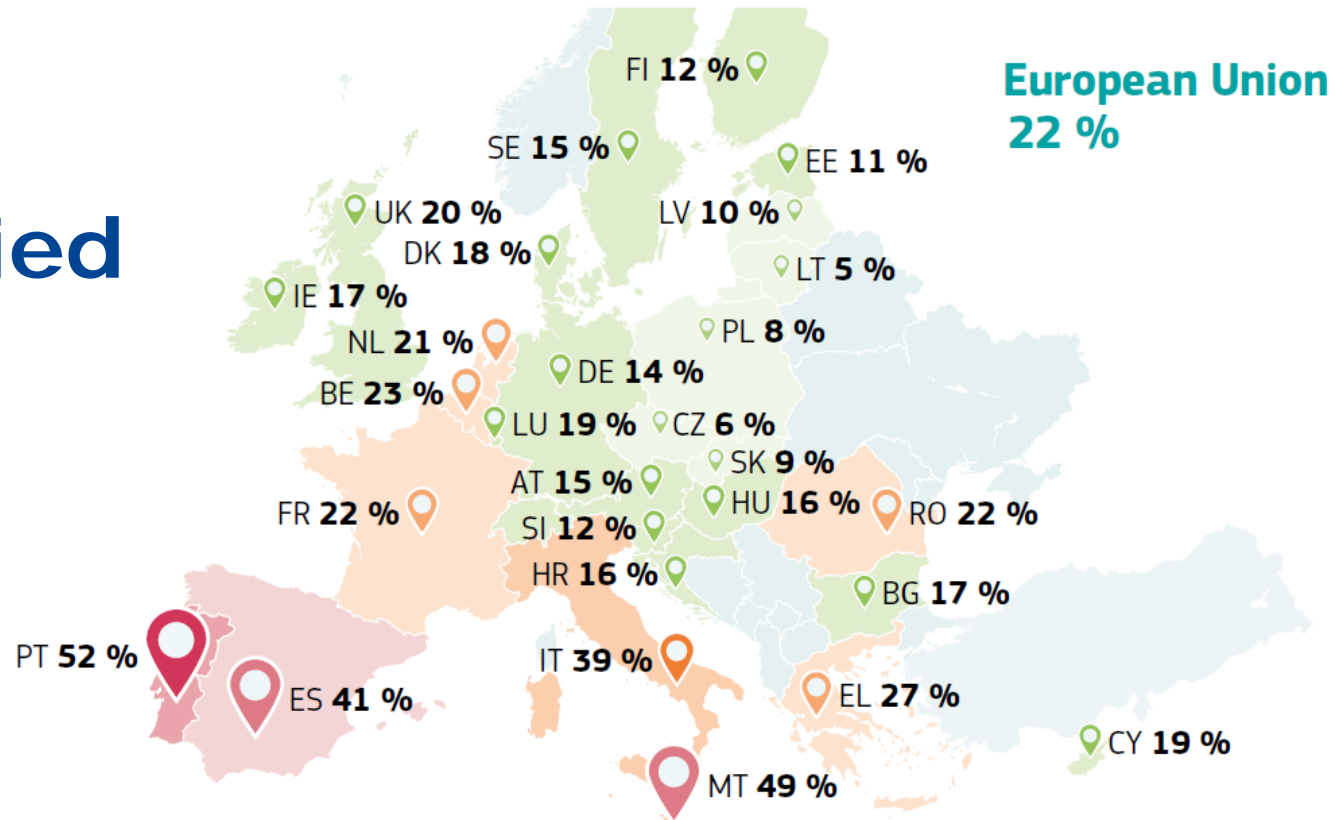 European Union
22 %
ied
FI 12 %
SE 15 %
EE 11 %
UK 20 %
LV 10 %
DK 18 %
LT 5 %
IE 17 %
NL 21 %
PL 8 %
DE 14 %
BE 23 %
LU 19 %
CZ 6 %
SK 9 %
AT 15 %
HU 16 %
FR 22 %
RO 22 %
SI 12 %
HR 16 %
BG 17 %
PT 52 %
IT 39 %
ES 41 %
EL 27 %
CY 19 %
MT 49 %